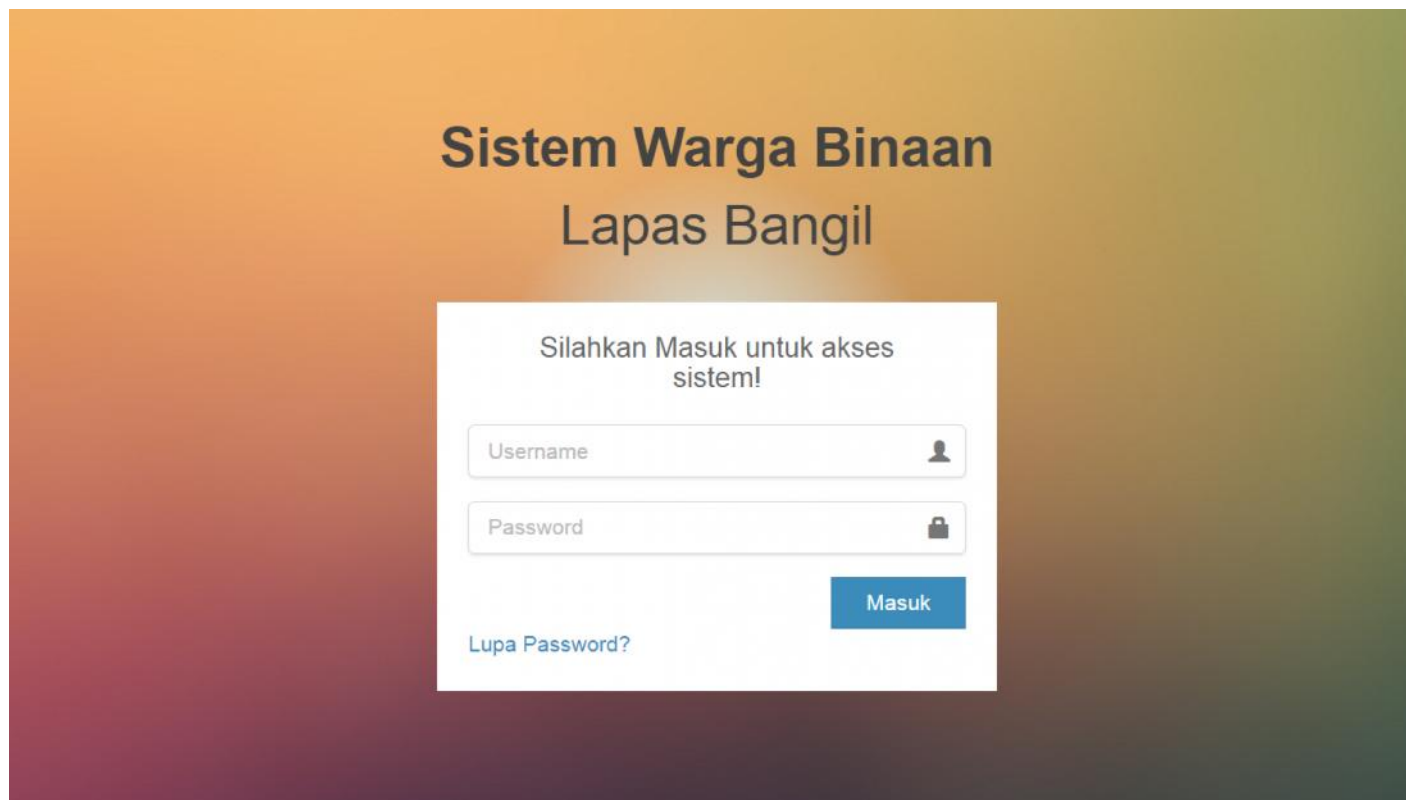 Sistem Warga Binaan
Lapas Bangil
Silahkan Masuk untuk akses
sistem!
Username
Password
Masuk
Lupa Password?